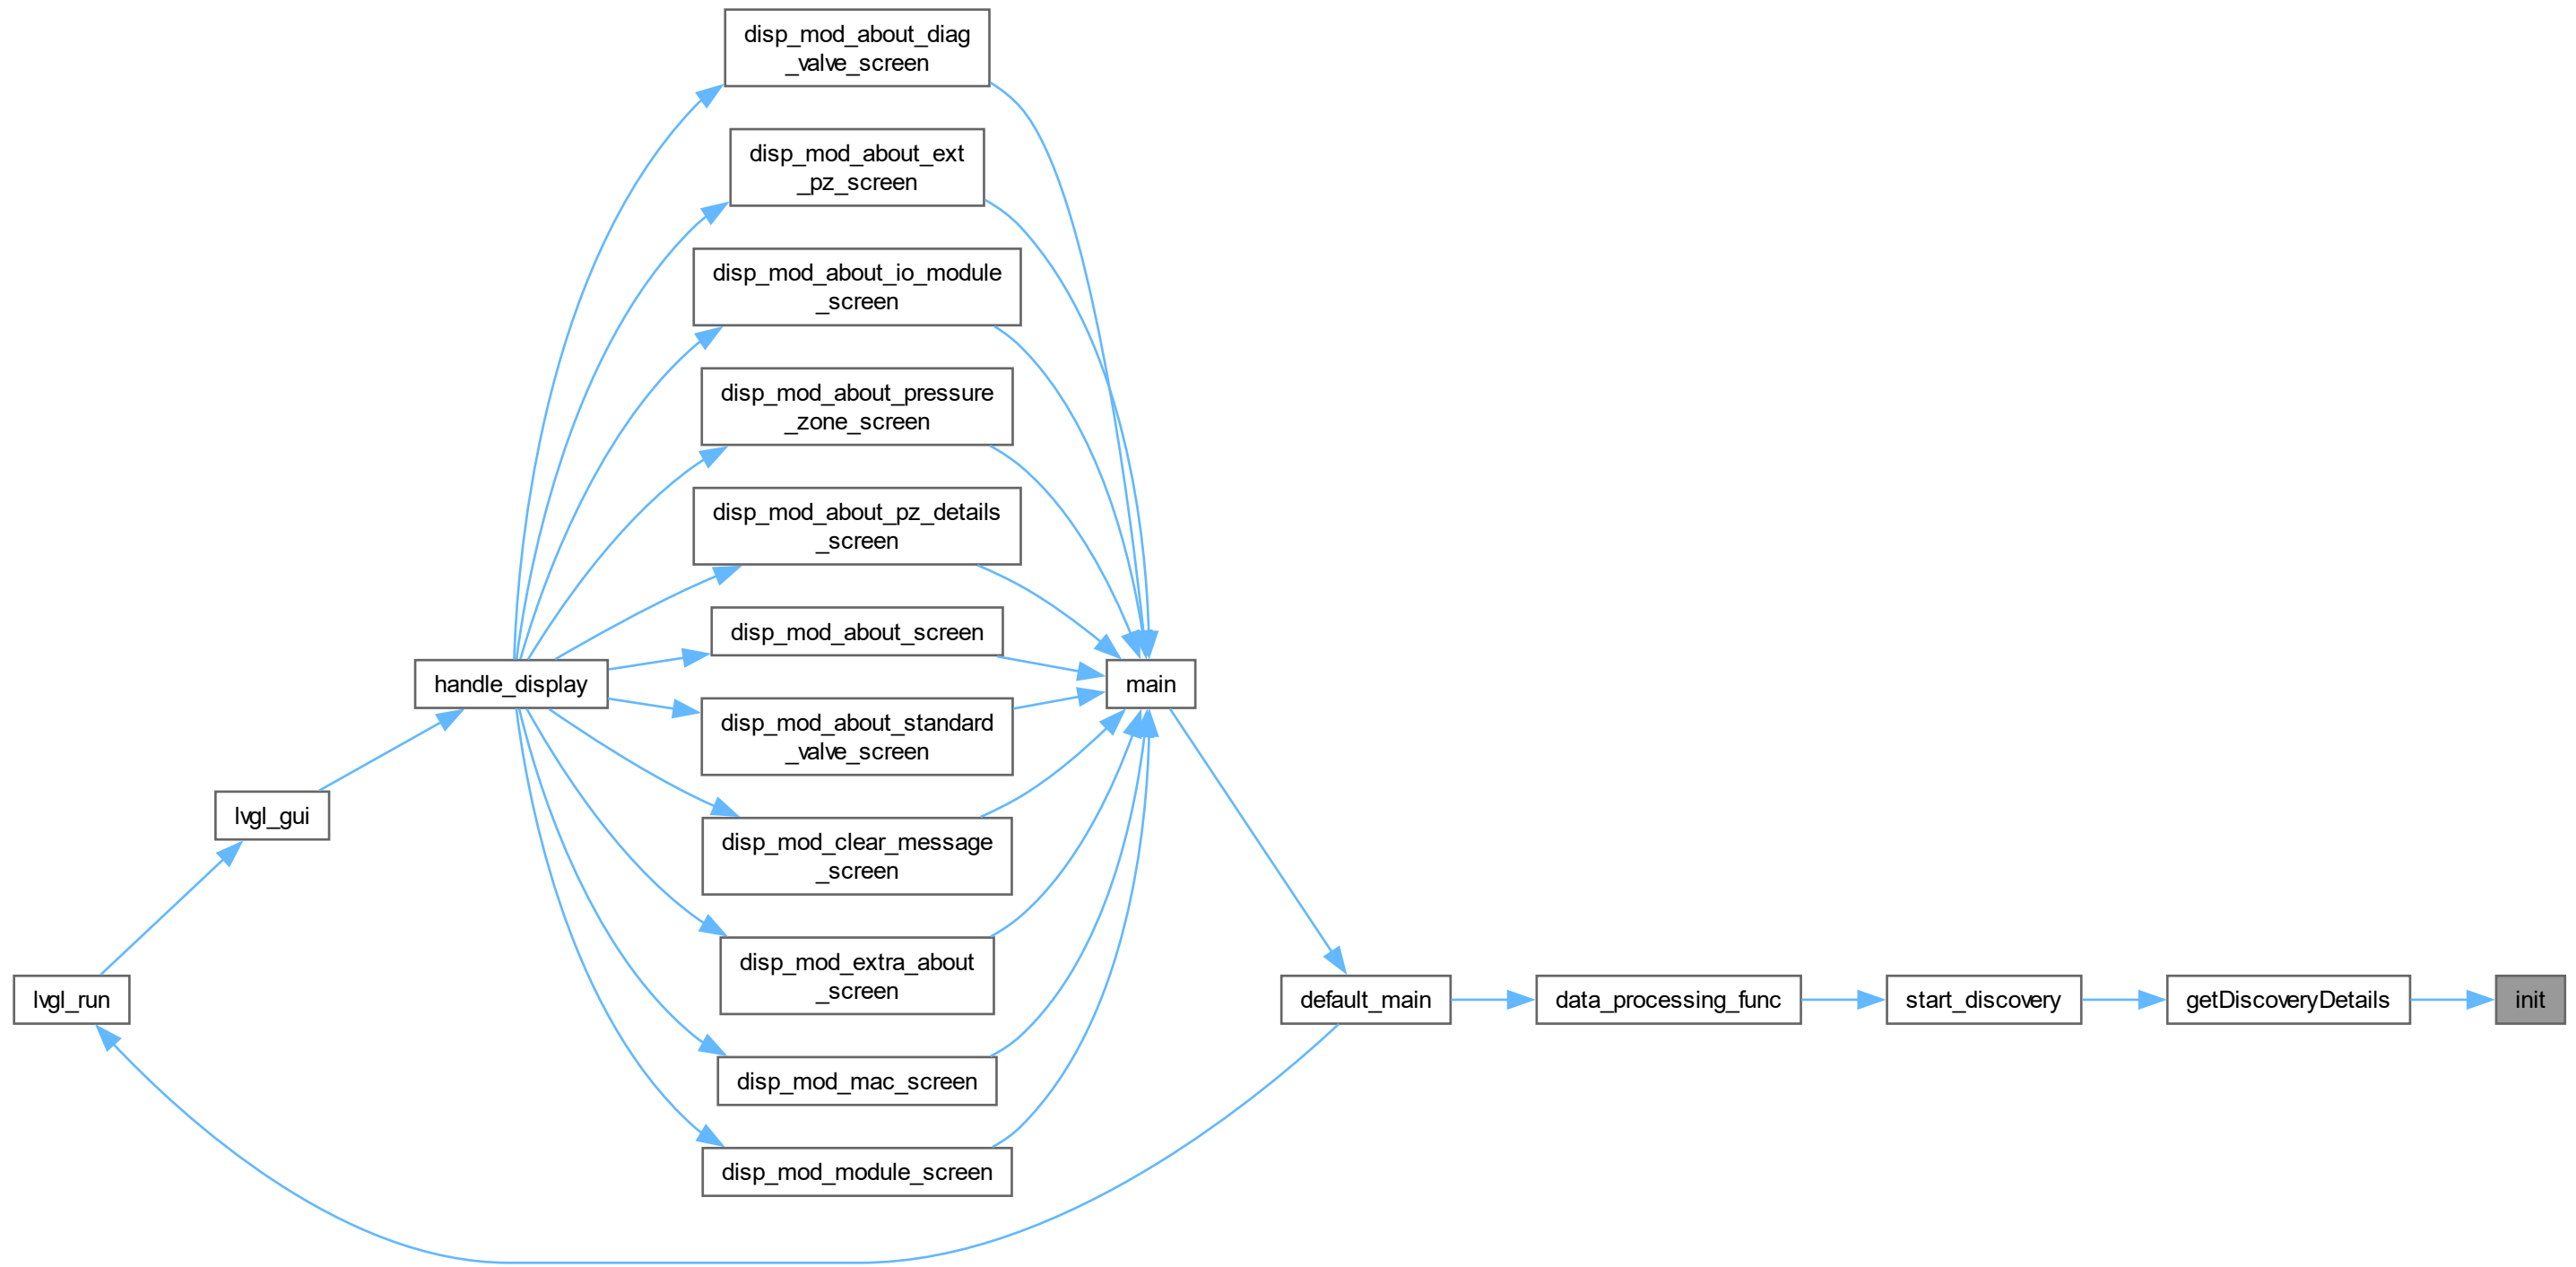 disp_mod_about_diag
_valve_screen
disp_mod_about_ext
_pz_screen
disp_mod_about_io_module
_screen
disp_mod_about_pressure
_zone_screen
disp_mod_about_pz_details
_screen
disp_mod_about_screen
handle_display
main
disp_mod_about_standard
_valve_screen
lvgl_gui
disp_mod_clear_message
_screen
disp_mod_extra_about
_screen
lvgl_run
default_main
data_processing_func
start_discovery
getDiscoveryDetails
init
disp_mod_mac_screen
disp_mod_module_screen